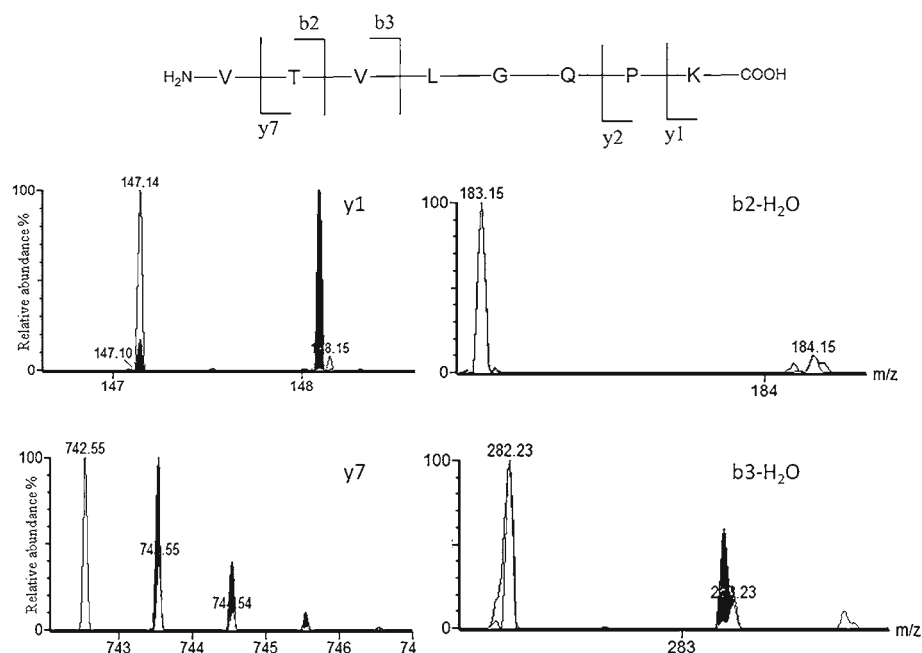 b2 b3
H₂N V T V L G Q P K COOH
y7 y2 y1
100 147.14 y1
Relative abundance %
147.10
0
147 148
100 183.15 b2-H₂O
184.15
0
184 m/z
100 742.55 y7
Relative abundance %
0
743 744 745 746 74
100 282.23 b3-H₂O
0
283 m/z